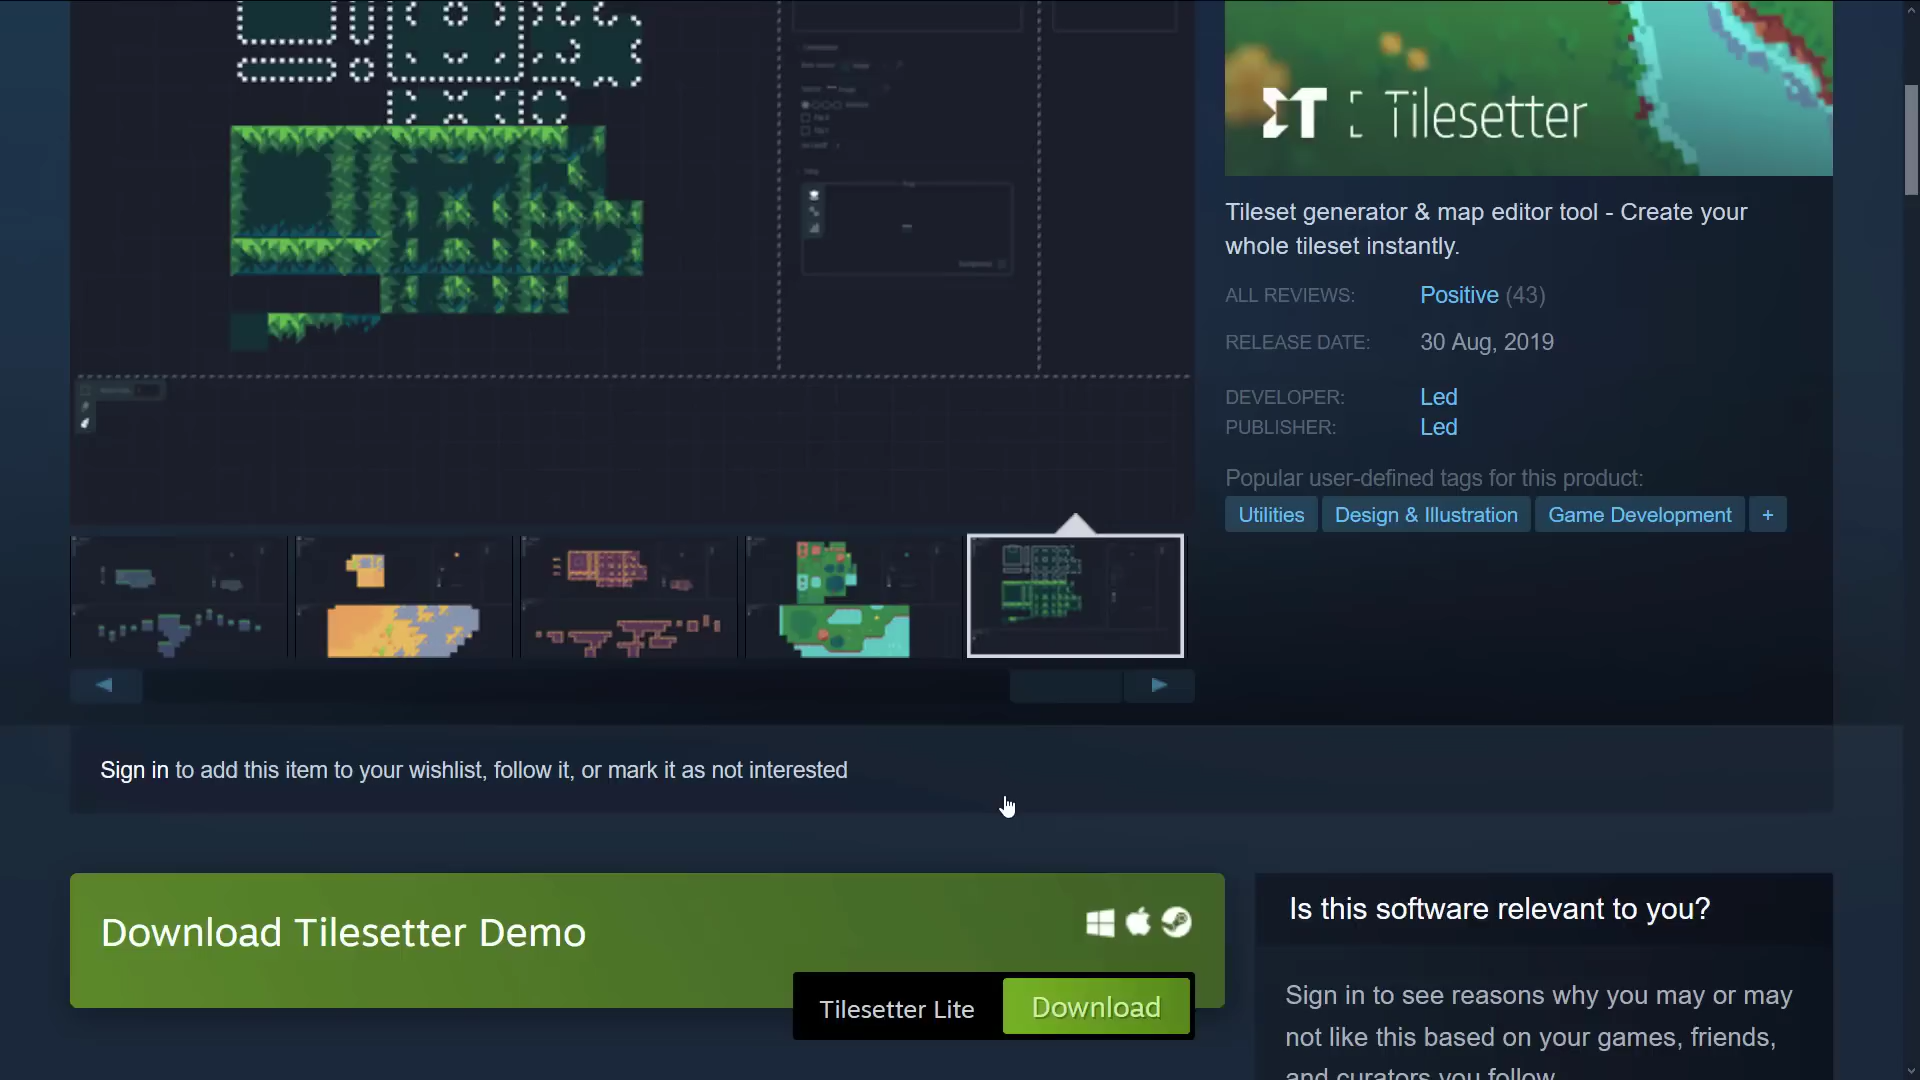 Tilesetter
Tileset generator & map editor tool - Create your
whole tileset instantly.
ALL REVIEWS: Positive (43)
RELEASE DATE: 30 Aug, 2019
DEVELOPER: Led
PUBLISHER: Led
Popular user-defined tags for this product:
Utilities Design & Illustration Game Development +
Sign in to add this item to your wishlist, follow it, or mark it as not interested
Download Tilesetter Demo
Tilesetter Lite Download
Is this software relevant to you?
Sign in to see reasons why you may or may
not like this based on your games, friends,
and curators you follow.